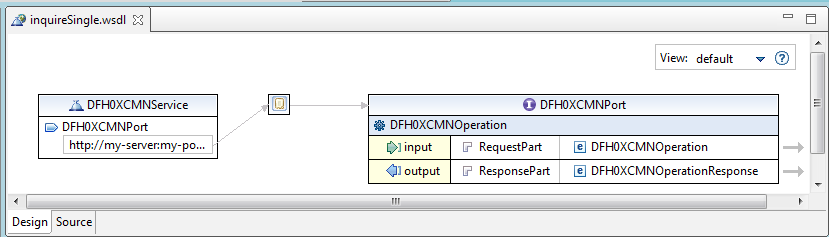 inquireSingle.wsdl
View: default
DFH0XCMNService
DFH0XCMNPort
http://my-server:my-po...
DFH0XCMNPort
DFH0XCMNOperation
input RequestPart DFH0XCMNOperation
output ResponsePart DFH0XCMNOperationResponse
Design Source